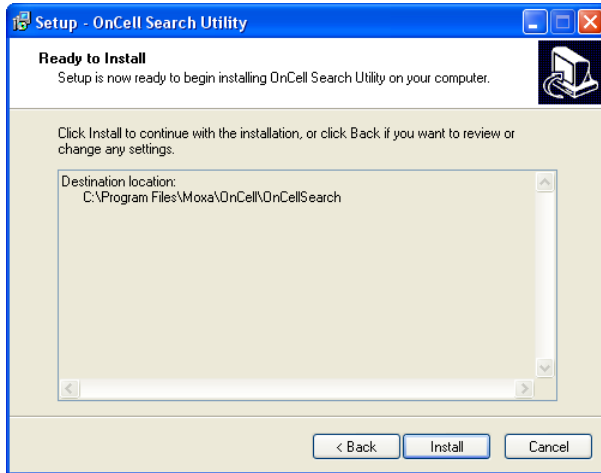 Setup - OnCell Search Utility
Ready to Install
Setup is now ready to begin installing OnCell Search Utility on your computer.
Click Install to continue with the installation, or click Back if you want to review or
change any settings.
Destination location:
C:\Program Files\Moxa\OnCell\OnCellSearch
< Back
Install
Cancel